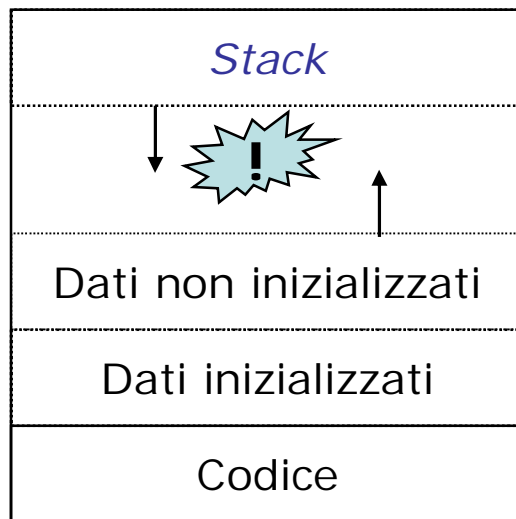 Stack
!
Dati non inizializzati
Dati inizializzati
Codice